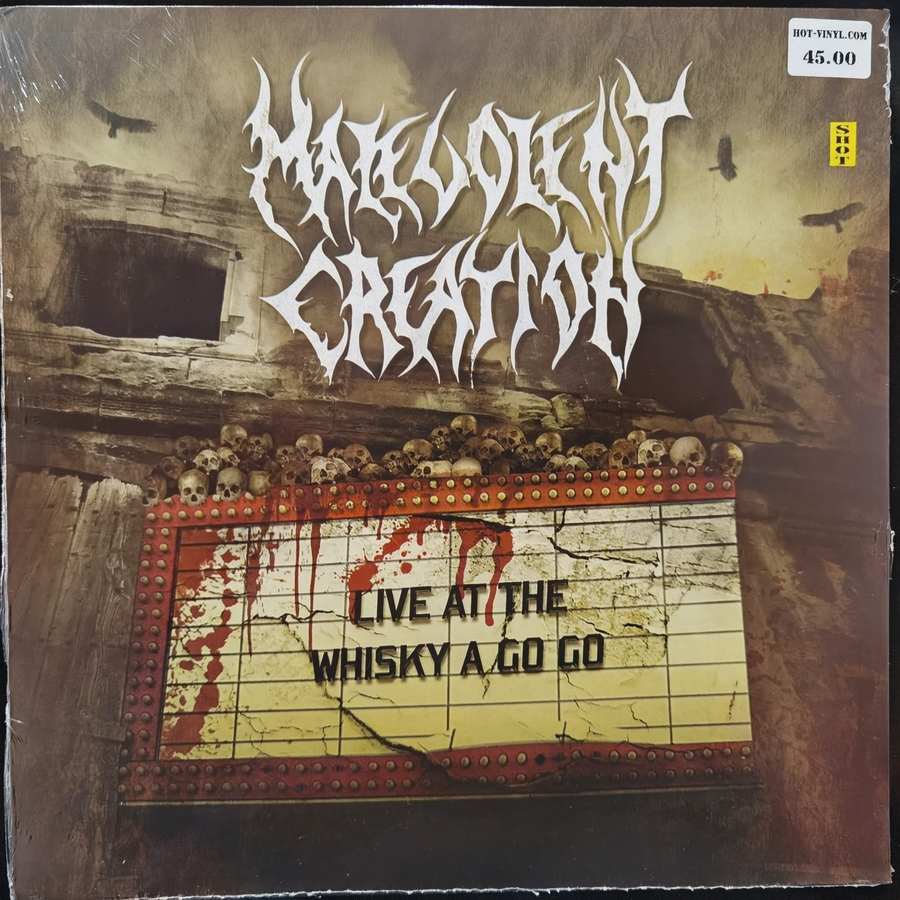 HOT-VINYL.COM
45.00
SHOT
MALEVOLENT
CREATION
LIVE AT THE
WHISKY A GO GO